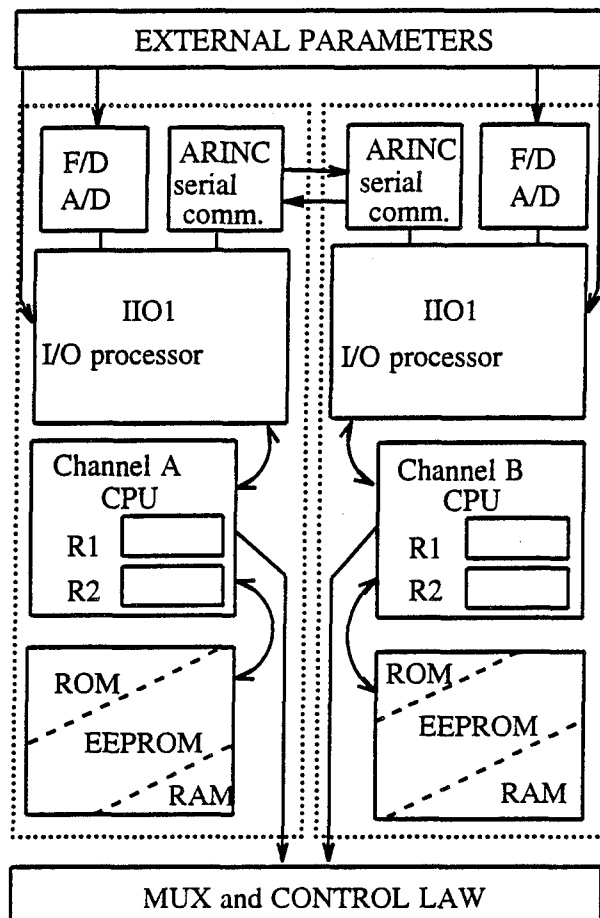 EXTERNAL PARAMETERS
F/D
A/D
ARINC
serial
comm.
ARINC
serial
comm.
F/D
A/D
IIO1
I/O processor
IIO1
I/O processor
Channel A
CPU
R1
R2
Channel B
CPU
R1
R2
ROM
EEPROM
RAM
ROM
EEPROM
RAM
MUX and CONTROL LAW